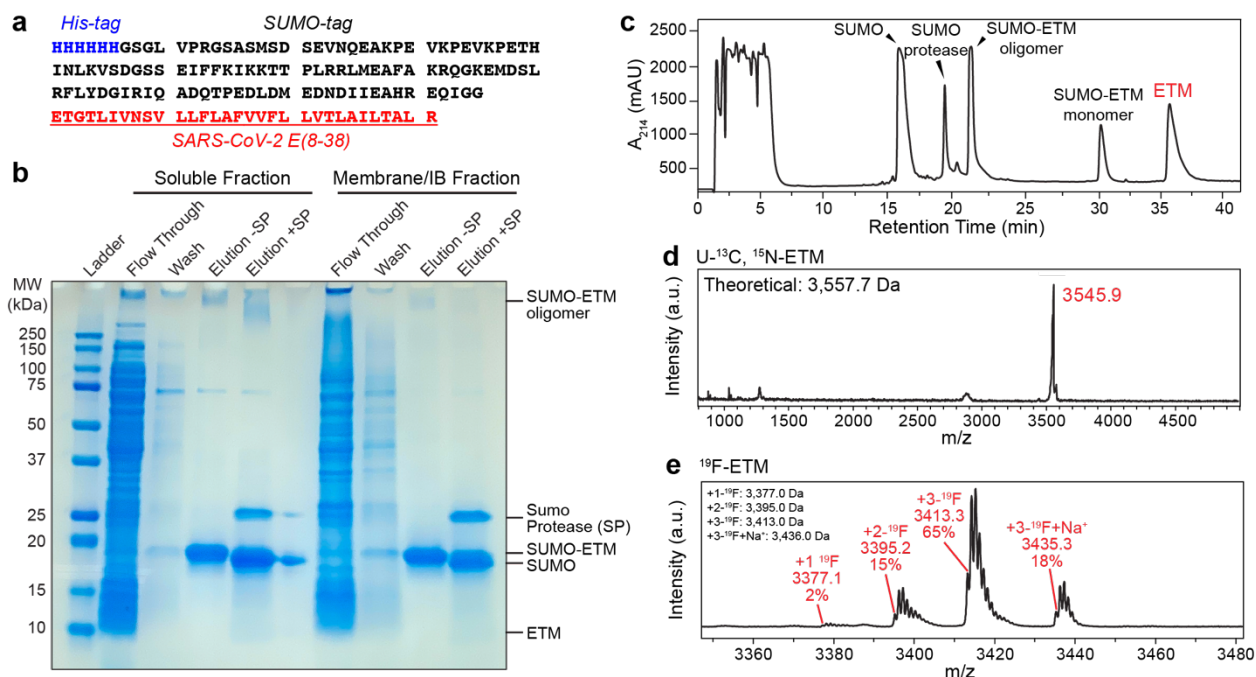 a
His-tag SUMO-tag
HHHHHHGSGL VPRGSASMSD SEVNQEAKPE VKPEVKPETH
INLKVSDGSS EIFFKIKKTT PLRRLMEAFA KRQGKEMDSL
RFLYDGIRIQ ADQTPEDLDM EDNDIIEAHR EQIGG
ETGTLIVNSV LLFLAFVVFL LVTLAILTAL R
SARS-CoV-2 E(8-38)
b
Soluble Fraction Membrane/IB Fraction
Ladder Flow Through Wash Elution -SP Elution +SP Flow Through Wash Elution -SP Elution +SP
MW
(kDa)
250
150
100
75
50
37
25
20
15
10
SUMO-ETM
oligomer
Sumo
Protease (SP)
SUMO-ETM
SUMO
ETM
c
SUMO
SUMO
protease
SUMO-ETM
oligomer
SUMO-ETM
monomer
ETM
A214 (mAU)
2500
2000
1500
1000
500
0 5 10 15 20 25 30 35 40
Retention Time (min)
d U-13C, 15N-ETM
Theoretical: 3,557.7 Da
3545.9
Intensity (a.u.)
1000 1500 2000 2500 3000 3500 4000 4500
m/z
e 19F-ETM
+1-19F: 3,377.0 Da
+2-19F: 3,395.0 Da
+3-19F: 3,413.0 Da
+3-19F+Na+: 3,436.0 Da
+1 19F
3377.1
2%
+2-19F
3395.2
15%
+3-19F
3413.3
65%
+3-19F+Na+
3435.3
18%
Intensity (a.u.)
3360 3380 3400 3420 3440 3460 3480
m/z